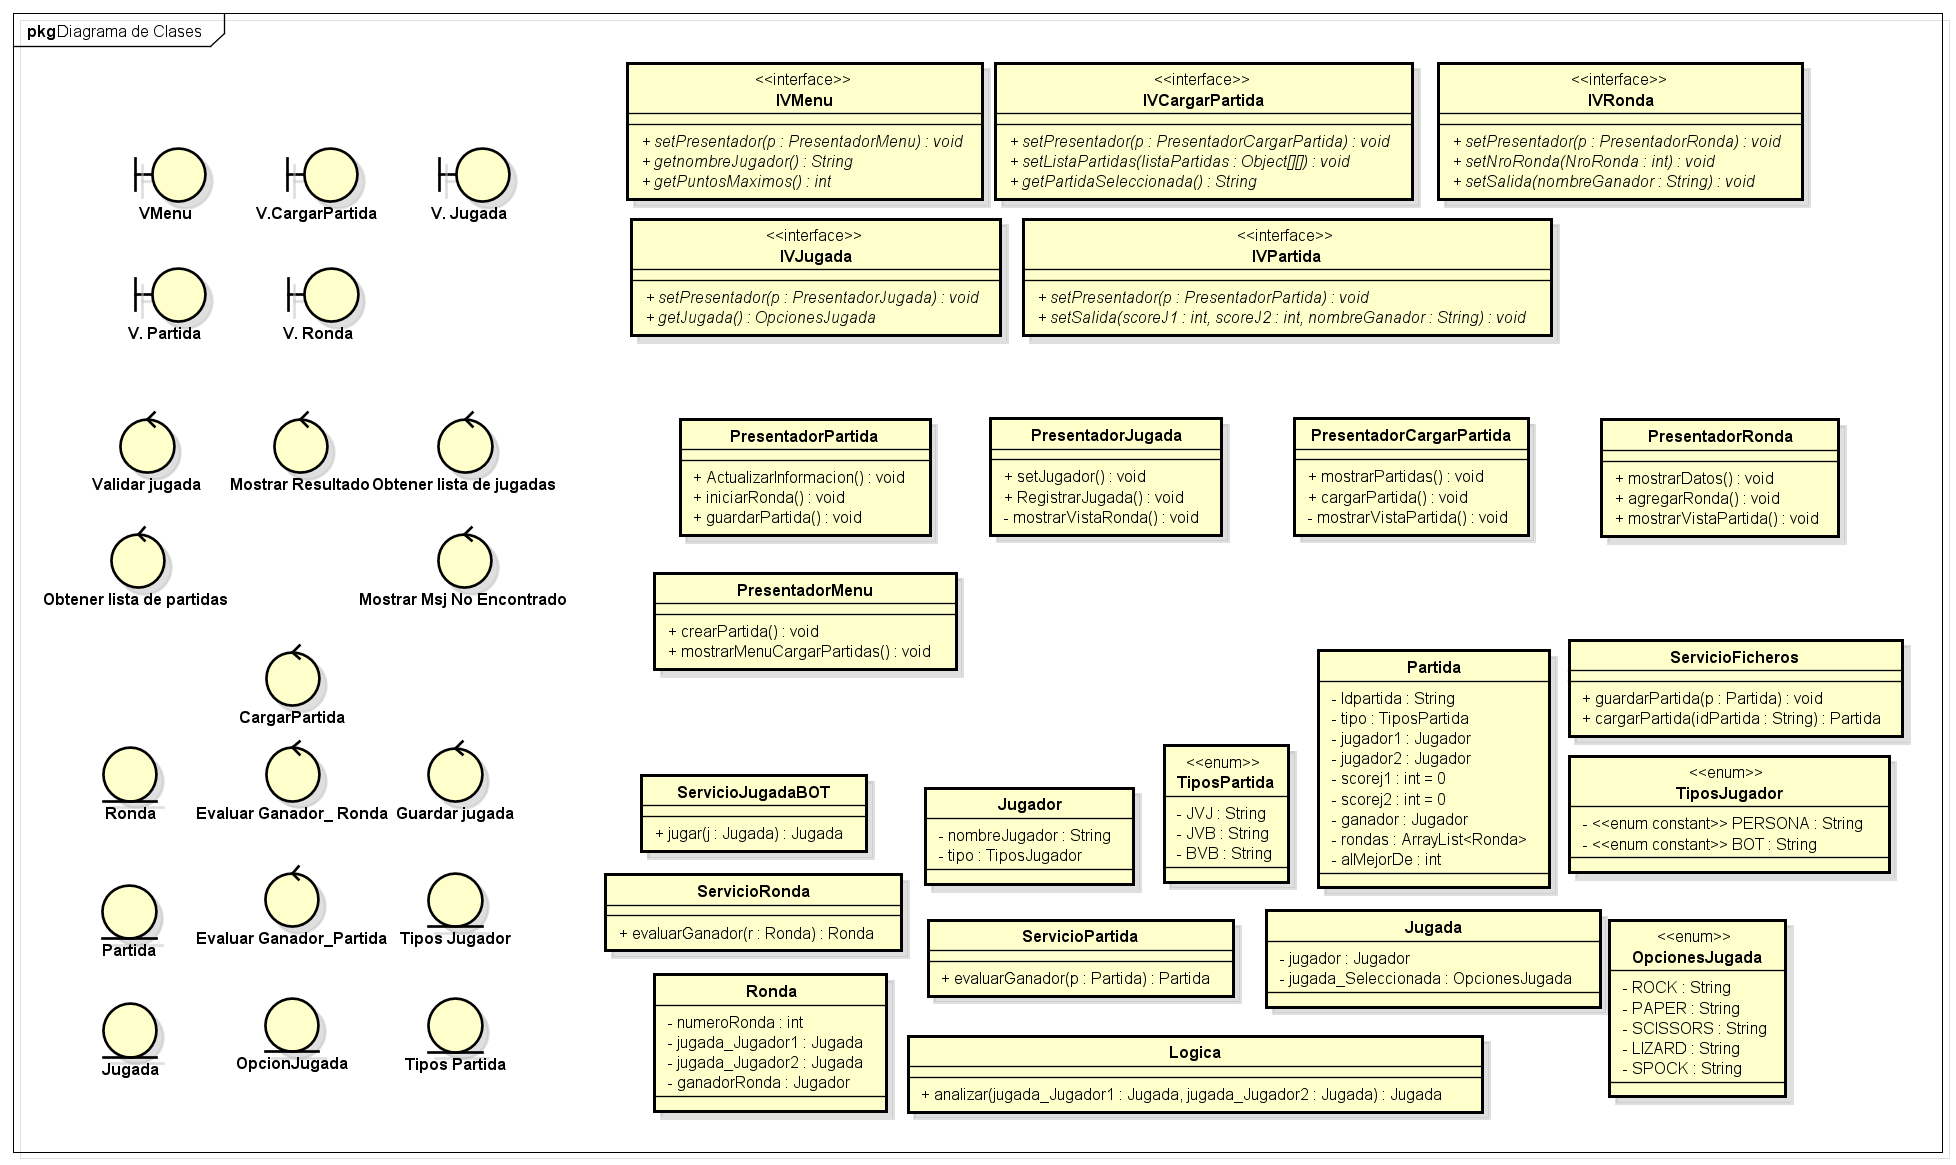 pkg Diagrama de Clases
VMenu
V.CargarPartida
V. Jugada
V. Partida
V. Ronda
<<interface>>
IVMenu
+ setPresentador(p : PresentadorMenu) : void
+ getnombreJugador() : String
+ getPuntosMaximos() : int
<<interface>>
IVCargarPartida
+ setPresentador(p : PresentadorCargarPartida) : void
+ setListaPartidas(listaPartidas : Object[][]) : void
+ getPartidaSeleccionada() : String
<<interface>>
IVRonda
+ setPresentador(p : PresentadorRonda) : void
+ setNroRonda(NroRonda : int) : void
+ setSalida(nombreGanador : String) : void
<<interface>>
IVJugada
+ setPresentador(p : PresentadorJugada) : void
+ getJugada() : OpcionesJugada
<<interface>>
IVPartida
+ setPresentador(p : PresentadorPartida) : void
+ setSalida(scoreJ1 : int, scoreJ2 : int, nombreGanador : String) : void
Validar jugada
Mostrar Resultado
Obtener lista de jugadas
Obtener lista de partidas
Mostrar Msj No Encontrado
CargarPartida
Ronda
Evaluar Ganador_ Ronda
Guardar jugada
Partida
Evaluar Ganador_Partida
Tipos Jugador
Jugada
OpcionJugada
Tipos Partida
PresentadorPartida
+ ActualizarInformacion() : void
+ iniciarRonda() : void
+ guardarPartida() : void
PresentadorJugada
+ setJugador() : void
+ RegistrarJugada() : void
- mostrarVistaRonda() : void
PresentadorCargarPartida
+ mostrarPartidas() : void
+ cargarPartida() : void
- mostrarVistaPartida() : void
PresentadorRonda
+ mostrarDatos() : void
+ agregarRonda() : void
+ mostrarVistaPartida() : void
PresentadorMenu
+ crearPartida() : void
+ mostrarMenuCargarPartidas() : void
Partida
- Idpartida : String
- tipo : TiposPartida
- jugador1 : Jugador
- jugador2 : Jugador
- scorej1 : int = 0
- scorej2 : int = 0
- ganador : Jugador
- rondas : ArrayList<Ronda>
- alMejorDe : int
ServicioFicheros
+ guardarPartida(p : Partida) : void
+ cargarPartida(idPartida : String) : Partida
<<enum>>
TiposJugador
- <<enum constant>> PERSONA : String
- <<enum constant>> BOT : String
<<enum>>
TiposPartida
- JVJ : String
- JVB : String
- BVB : String
ServicioJugadaBOT
+ jugar(j : Jugada) : Jugada
Jugador
- nombreJugador : String
- tipo : TiposJugador
ServicioRonda
+ evaluarGanador(r : Ronda) : Ronda
ServicioPartida
+ evaluarGanador(p : Partida) : Partida
Jugada
- jugador : Jugador
- jugada_Seleccionada : OpcionesJugada
<<enum>>
OpcionesJugada
- ROCK : String
- PAPER : String
- SCISSORS : String
- LIZARD : String
- SPOCK : String
Ronda
- numeroRonda : int
- jugada_Jugador1 : Jugada
- jugada_Jugador2 : Jugada
- ganadorRonda : Jugador
Logica
+ analizar(jugada_Jugador1 : Jugada, jugada_Jugador2 : Jugada) : Jugada